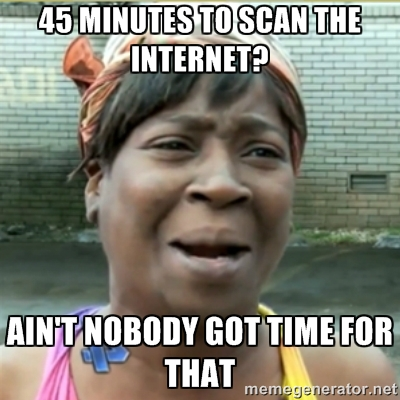 45 MINUTES TO SCAN THE
INTERNET?
AIN'T NOBODY GOT TIME FOR
THAT
memegenerator.net